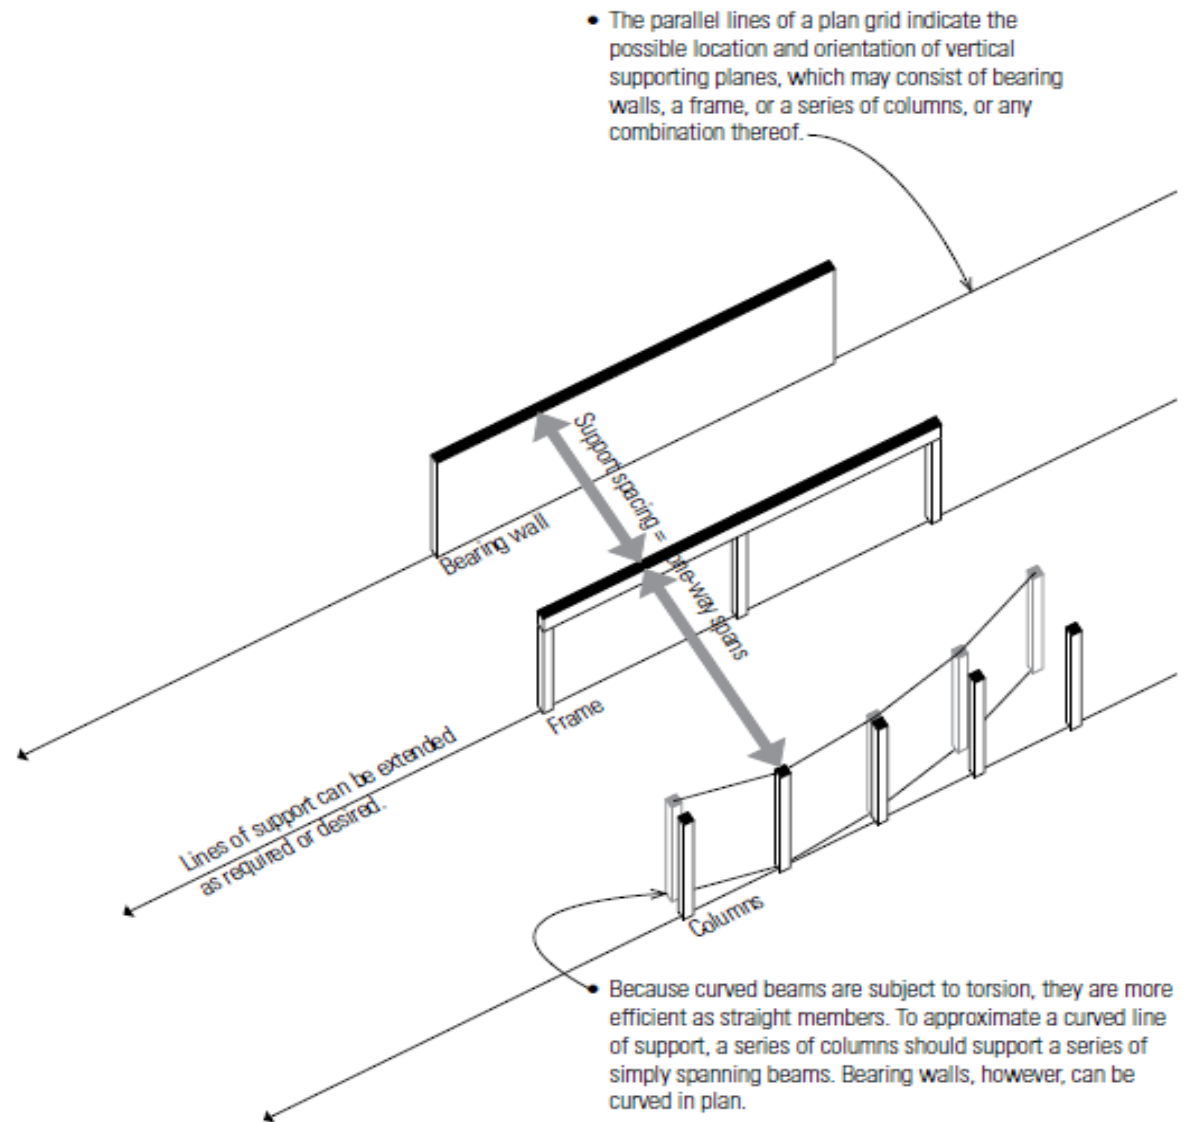 • The parallel lines of a plan grid indicate the
possible location and orientation of vertical
supporting planes, which may consist of bearing
walls, a frame, or a series of columns, or any
combination thereof.
Support spacing = one-way spans
Bearing wall
Frame
Lines of support can be extended
as required or desired.
Columns
• Because curved beams are subject to torsion, they are more
efficient as straight members. To approximate a curved line
of support, a series of columns should support a series of
simply spanning beams. Bearing walls, however, can be
curved in plan.